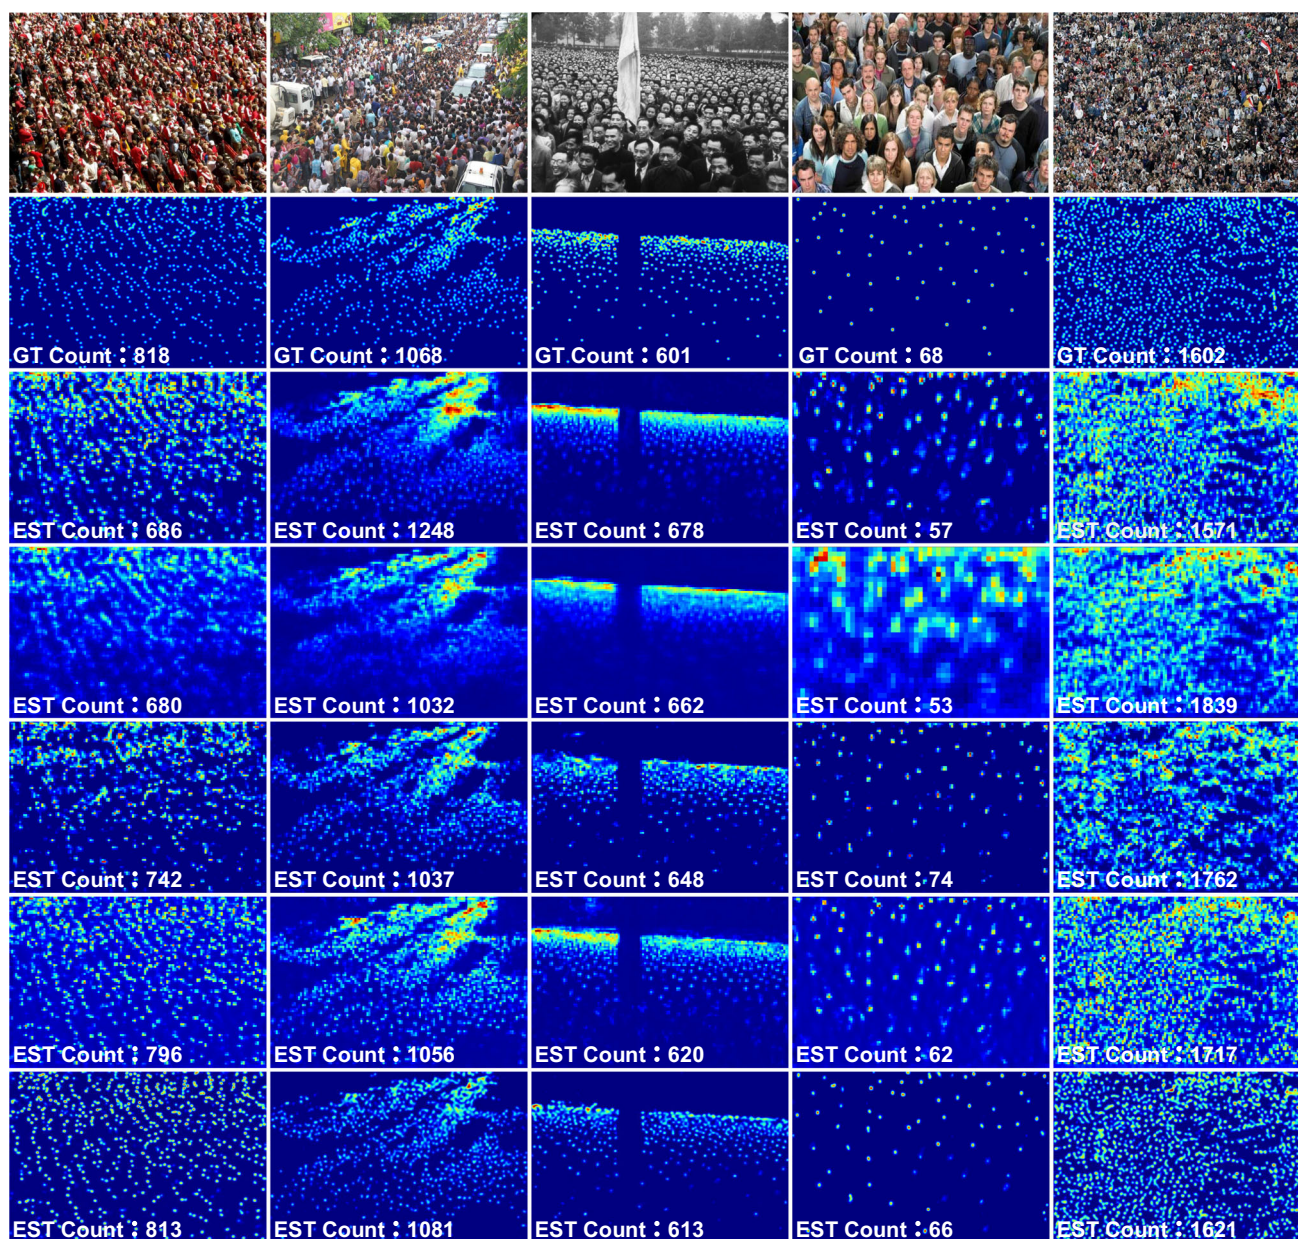 GT Count：818
GT Count：1068
GT Count：601
GT Count：68
GT Count：1602
EST Count：686
EST Count：1248
EST Count：678
EST Count：57
EST Count：1571
EST Count：680
EST Count：1032
EST Count：662
EST Count：53
EST Count：1839
EST Count：742
EST Count：1037
EST Count：648
EST Count：74
EST Count：1762
EST Count：796
EST Count：1056
EST Count：620
EST Count：62
EST Count：1717
EST Count：813
EST Count：1081
EST Count：613
EST Count：66
EST Count：1621